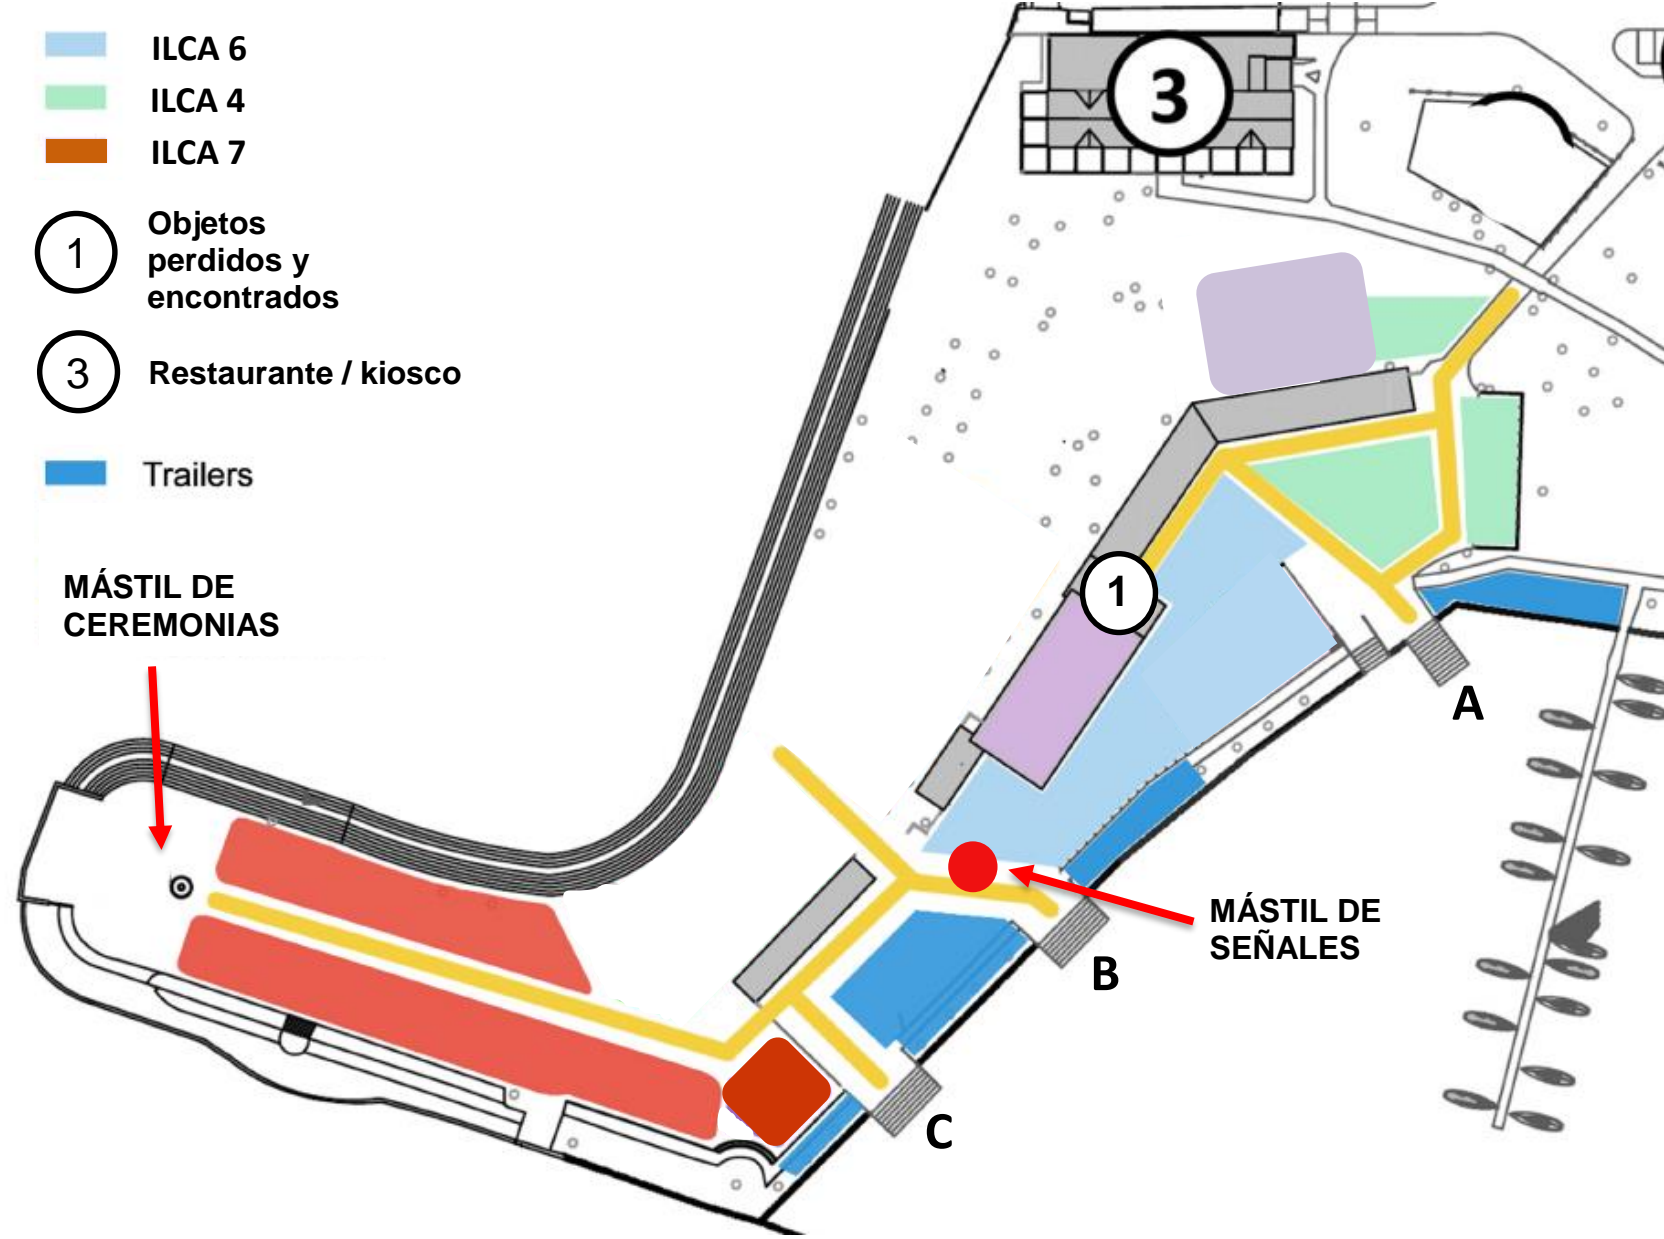 ILCA 6
ILCA 4
ILCA 7
1
Objetos
perdidos y
encontrados
3
Restaurante / kiosco
Trailers
MÁSTIL DE
CEREMONIAS
3
1
A
MÁSTIL DE
SEÑALES
B
C